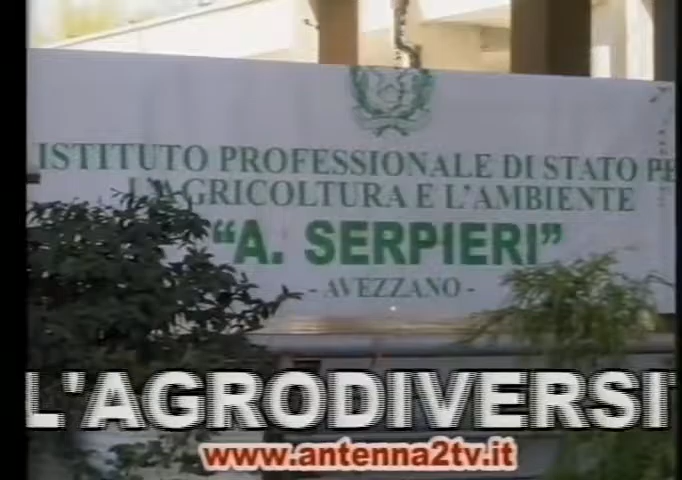 ISTITUTO PROFESSIONALE DI STATO PE
L'AGRICOLTURA E L'AMBIENTE
"A. SERPIERI"
- AVEZZANO -
L'AGRODIVERSI
www.antenna2tv.it